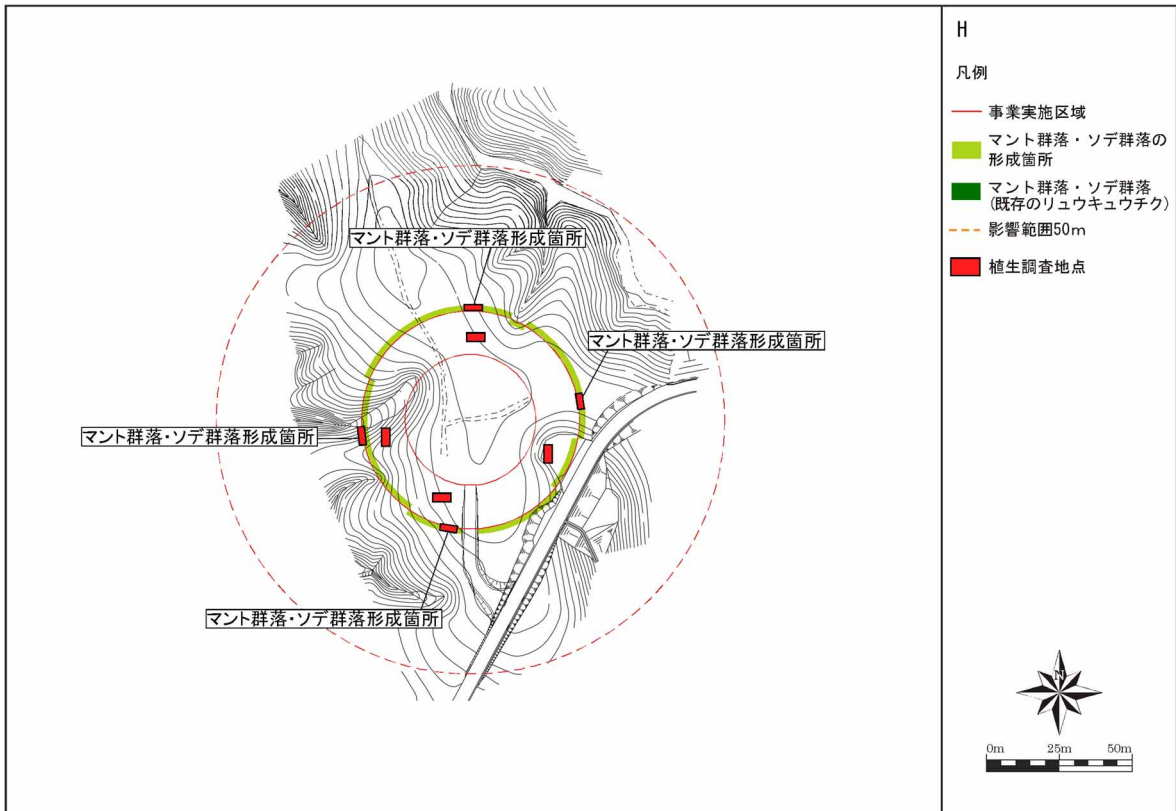 マント群落・ソデ群落形成箇所
マント群落・ソデ群落形成箇所
マント群落・ソデ群落形成箇所
マント群落・ソデ群落形成箇所
H
凡例
事業実施区域
マント群落・ソデ群落の
形成箇所
マント群落・ソデ群落
(既存のリュウキュウチク)
影響範囲50m
植生調査地点
N
0m 25m 50m